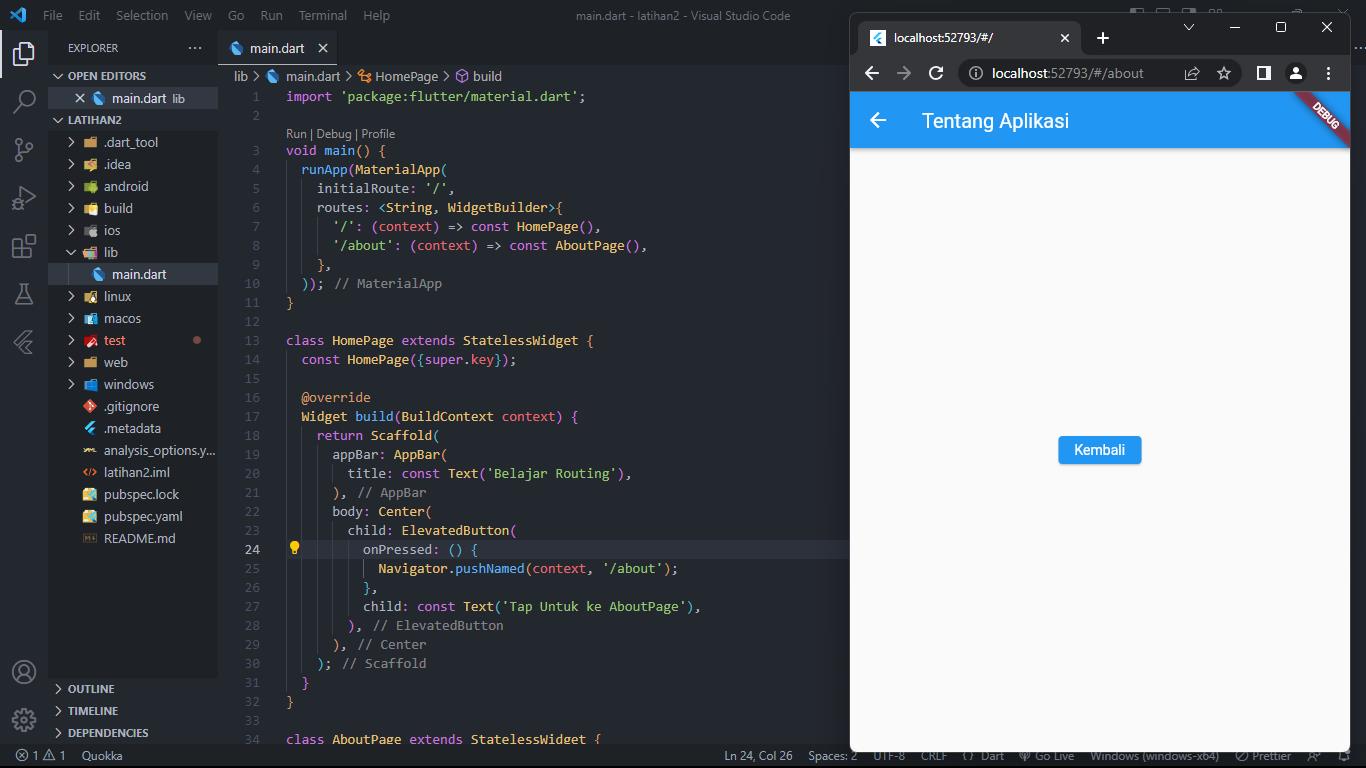 File Edit Selection View Go Run Terminal Help
main.dart - latihan2 - Visual Studio Code
EXPLORER
OPEN EDITORS
main.dart lib
LATIHAN2
.dart_tool
.idea
android
build
ios
lib
main.dart
linux
macos
test
web
windows
.gitignore
.metadata
analysis_options.y...
latihan2.iml
pubspec.lock
pubspec.yaml
README.md
OUTLINE
TIMELINE
DEPENDENCIES
main.dart
lib > main.dart > HomePage > build
1 import 'package:flutter/material.dart';
2
Run | Debug | Profile
3 void main() {
4 runApp(MaterialApp(
5 initialRoute: '/',
6 routes: <String, WidgetBuilder>{
7 '/': (context) => const HomePage(),
8 '/about': (context) => const AboutPage(),
9 },
10 )); // MaterialApp
11 }
12
13 class HomePage extends StatelessWidget {
14 const HomePage({super.key});
15
16 @override
17 Widget build(BuildContext context) {
18 return Scaffold(
19 appBar: AppBar(
20 title: const Text('Belajar Routing'),
21 ), // AppBar
22 body: Center(
23 child: ElevatedButton(
24 onPressed: () {
25 Navigator.pushNamed(context, '/about');
26 },
27 child: const Text('Tap Untuk ke AboutPage'),
28 ), // ElevatedButton
29 ), // Center
30 ); // Scaffold
31 }
32 }
33
34 class AboutPage extends StatelessWidget {
localhost:52793/#/
localhost:52793/#/about
Tentang Aplikasi
DEBUG
Kembali
1 1 Quokka
Ln 24, Col 26 Spaces: 2 UTF-8 CRLF {} Dart Go Live Windows (windows-x64) Prettier